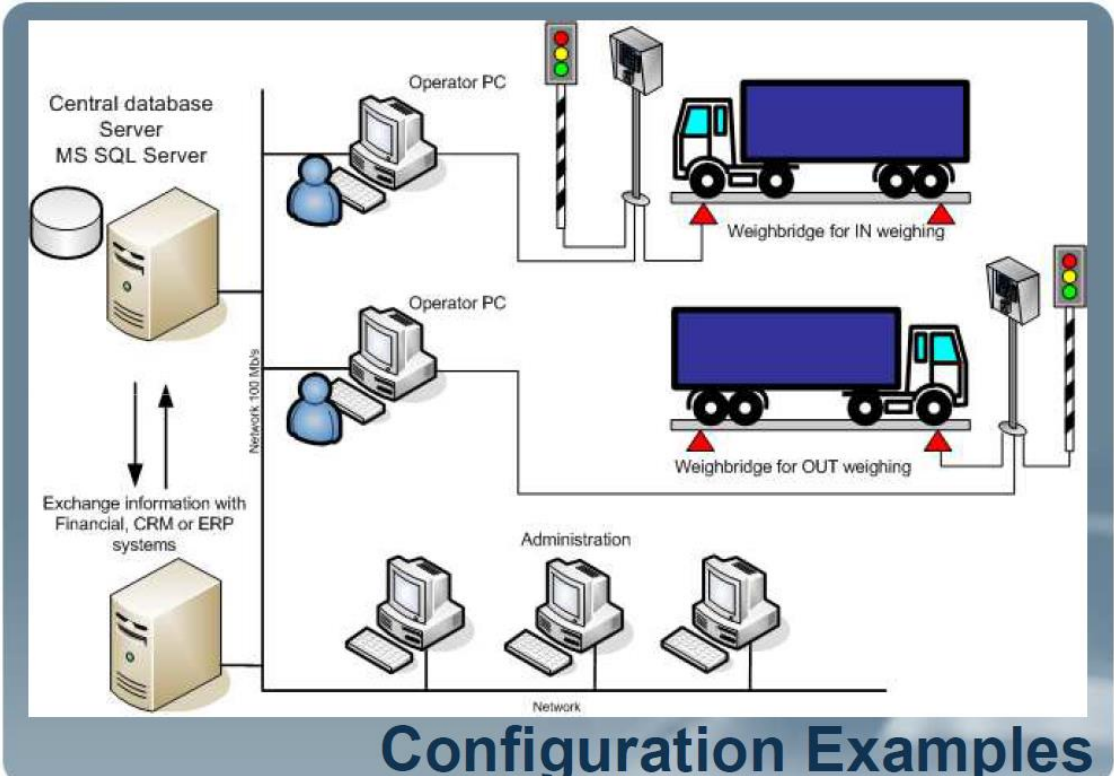 Central database
Server
MS SQL Server
Operator PC
Weighbridge for IN weighing
Operator PC
Network 100 Mb/s
Weighbridge for OUT weighing
Exchange information with
Financial, CRM or ERP
systems
Administration
Network
Configuration Examples